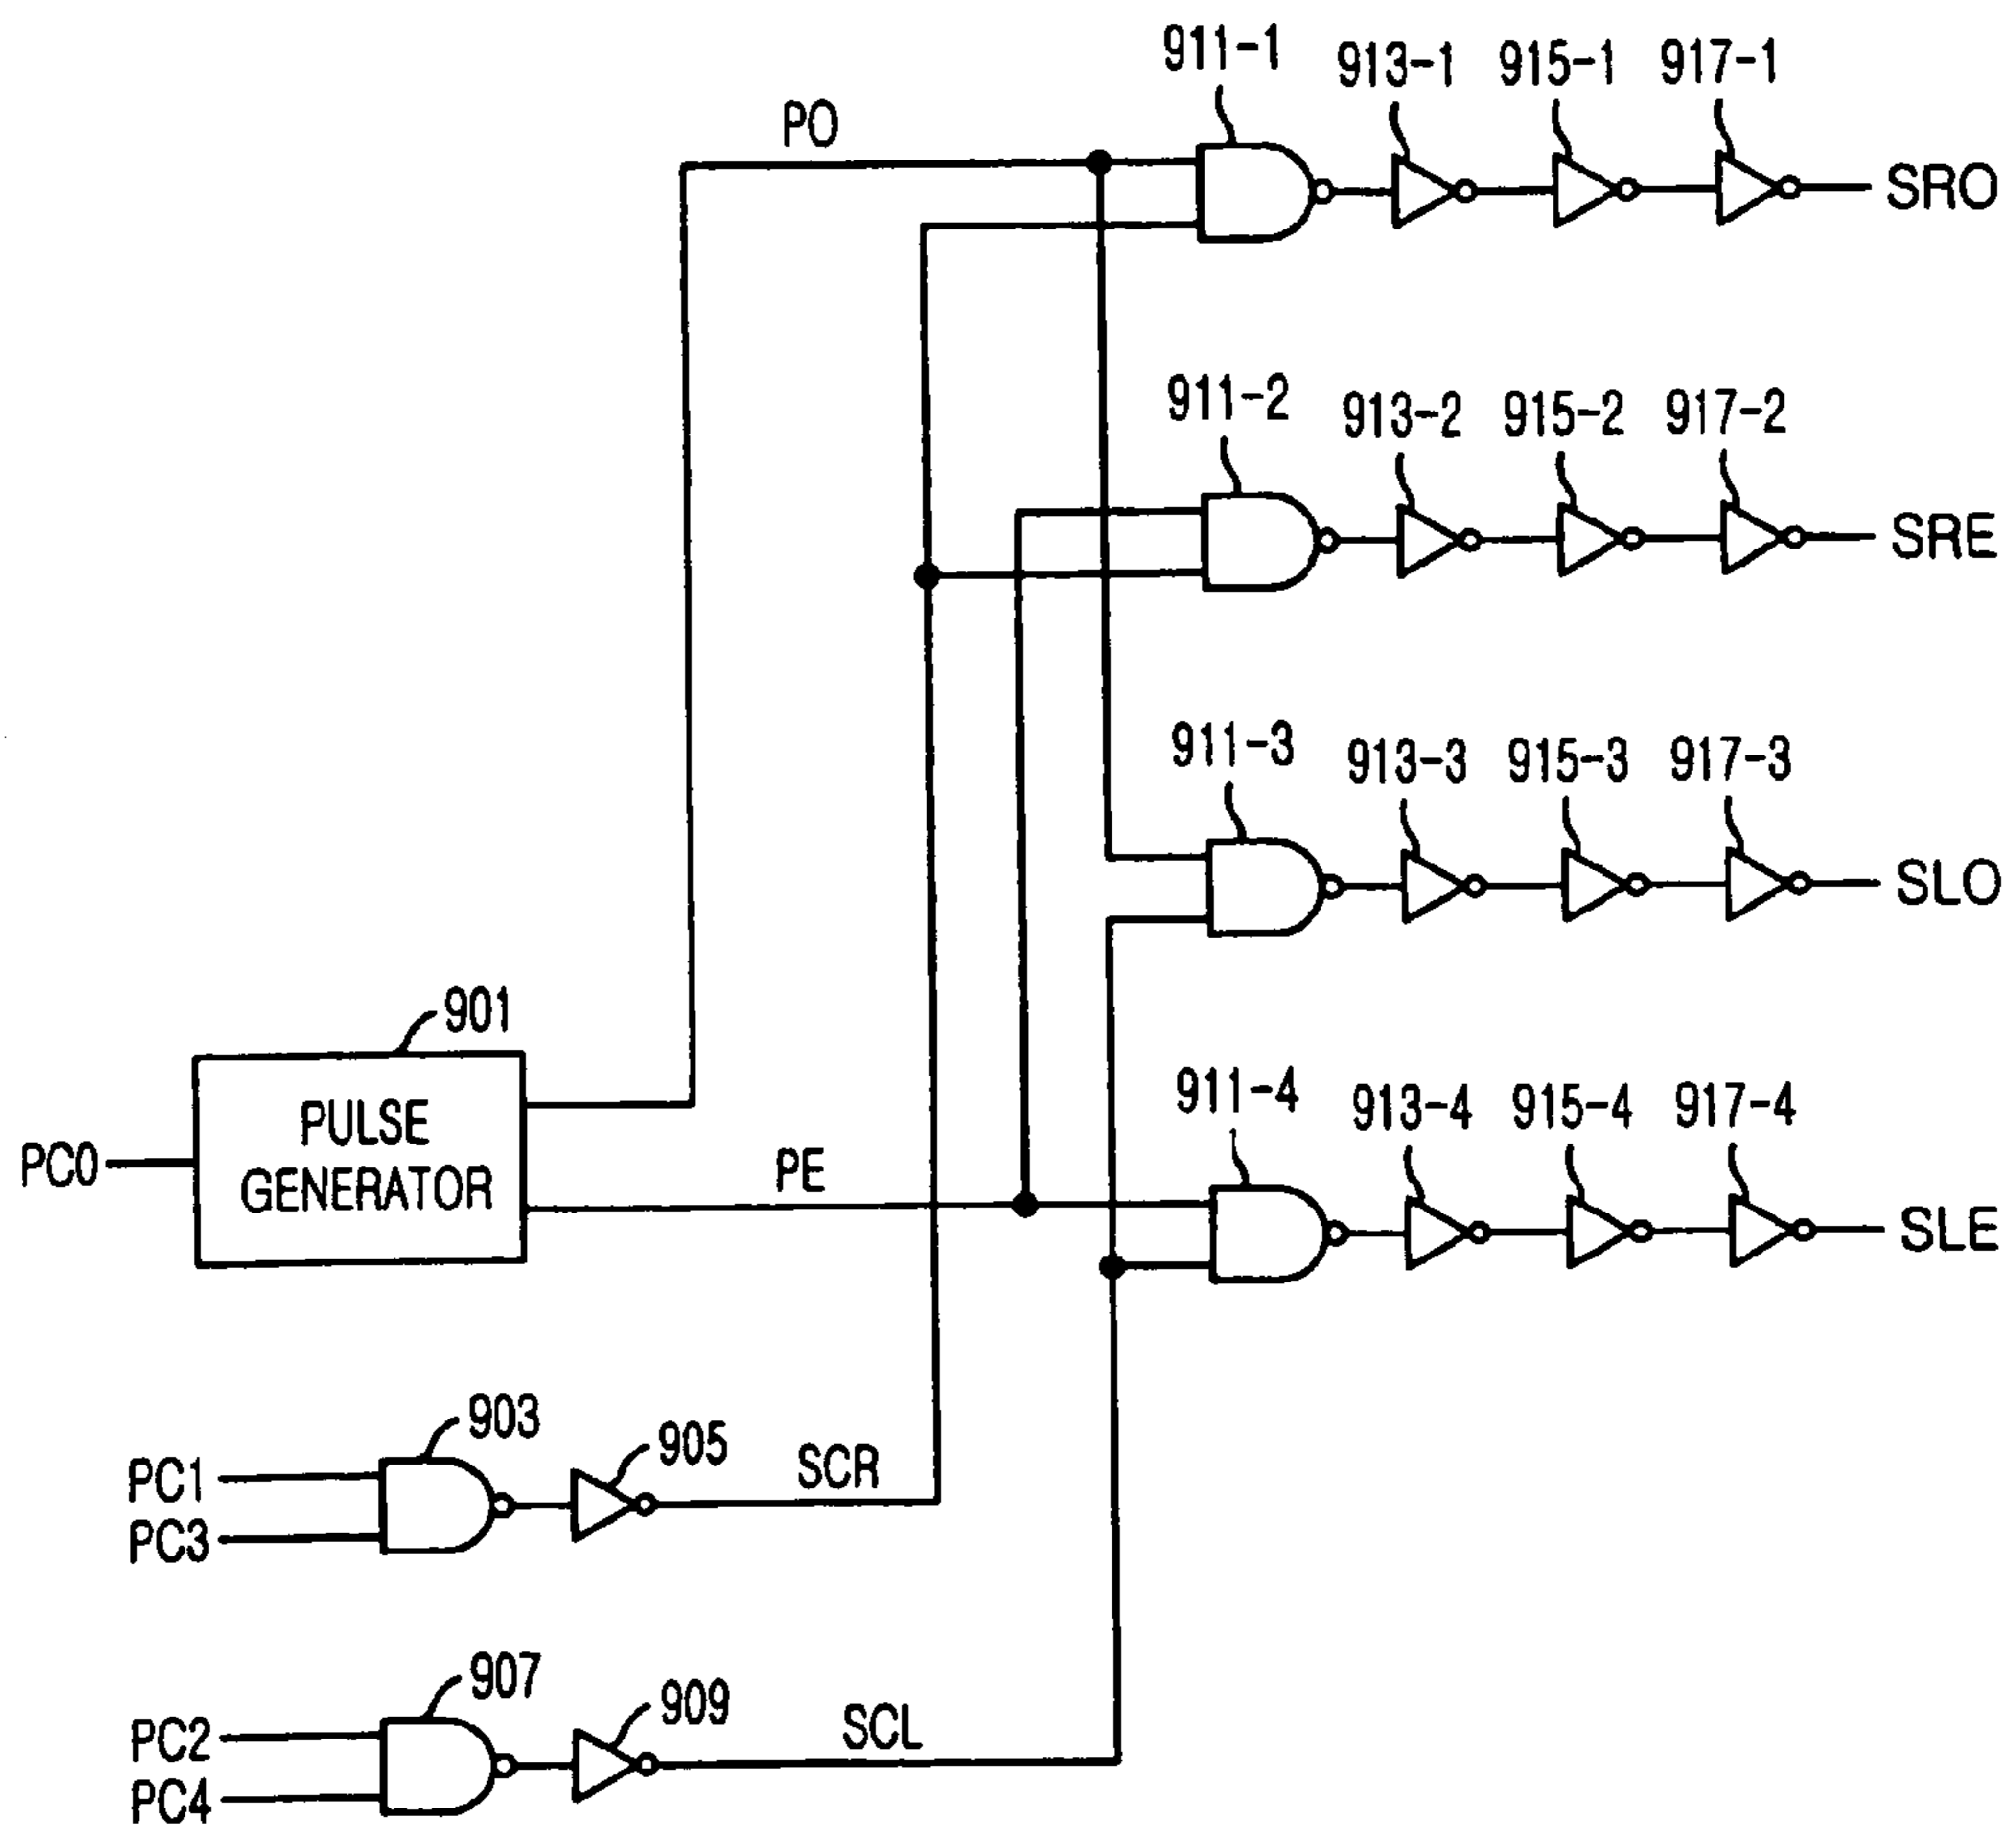 911-1
913-1
915-1
917-1
PO
SRO
911-2
913-2
915-2
917-2
SRE
911-3
913-3
915-3
917-3
SLO
901
PULSE
GENERATOR
PC0
PE
911-4
913-4
915-4
917-4
SLE
903
905
PC1
PC3
SCR
907
909
PC2
PC4
SCL